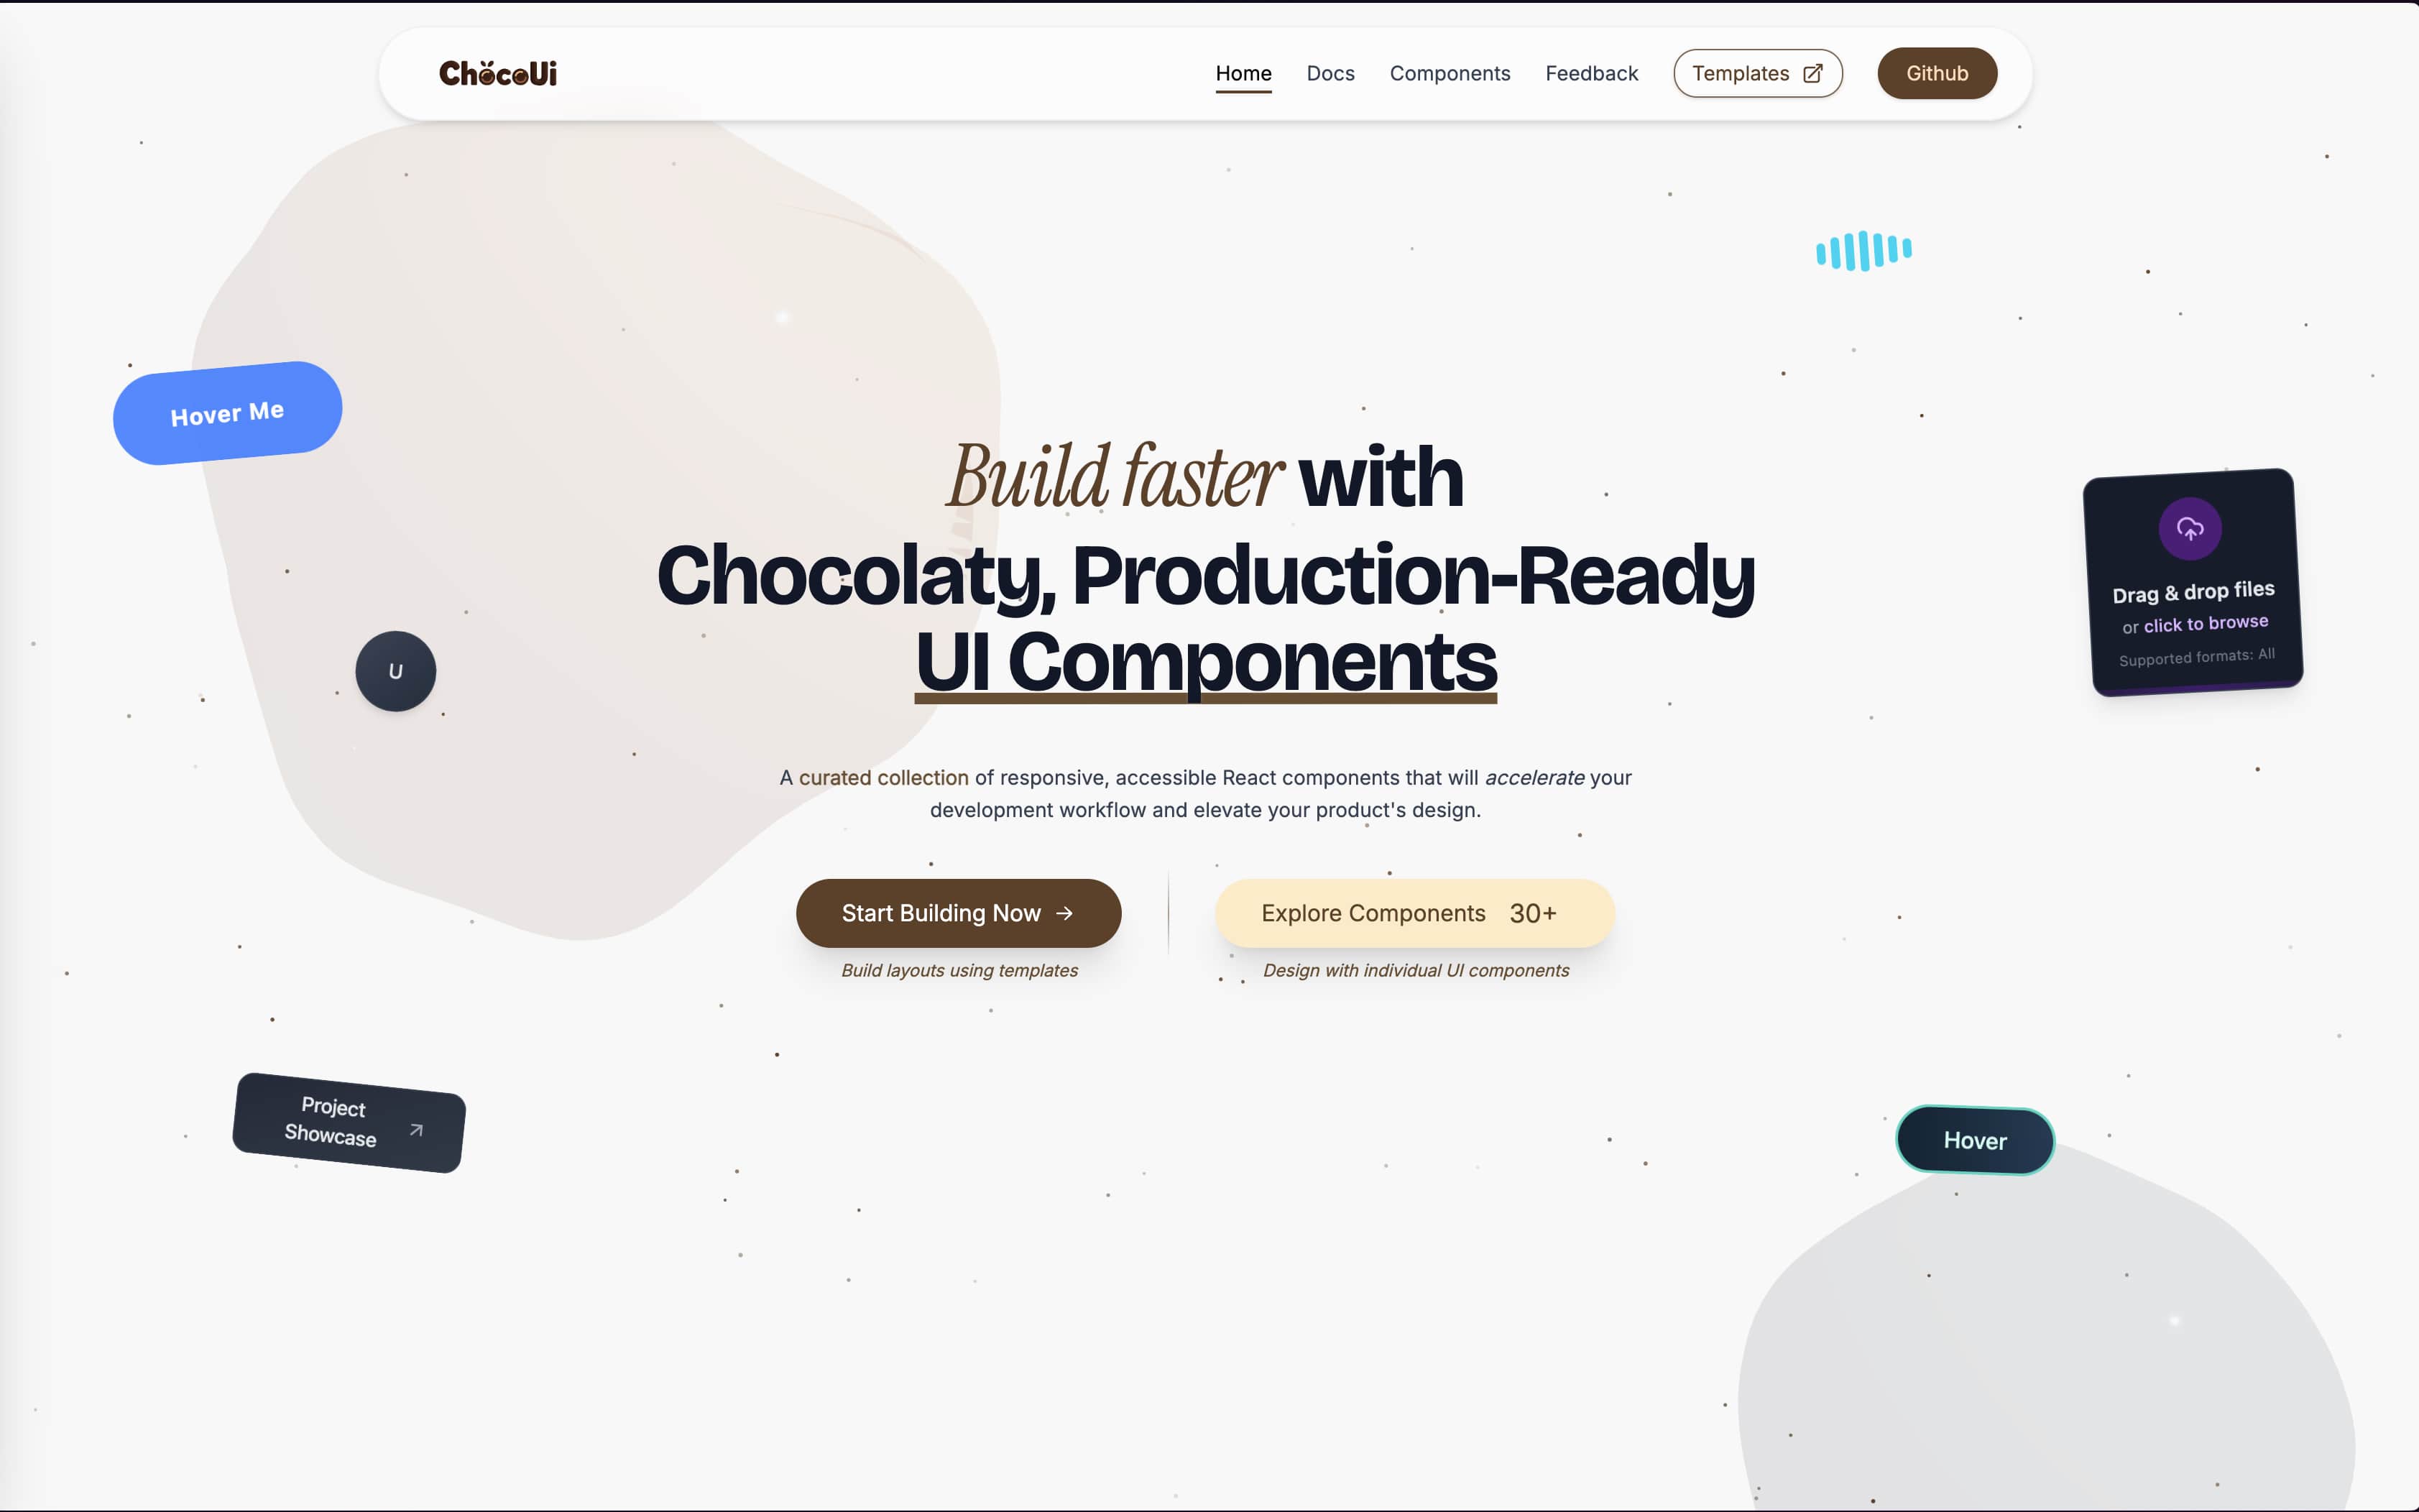 ChocoUi
Home Docs Components Feedback Templates Github
Hover Me
Build faster with
Chocolaty, Production-Ready
UI Components
Drag & drop files
or click to browse
Supported formats: All
U
A curated collection of responsive, accessible React components that will accelerate your
development workflow and elevate your product's design.
Start Building Now →
Explore Components 30+
Build layouts using templates
Design with individual UI components
Project
Showcase
Hover